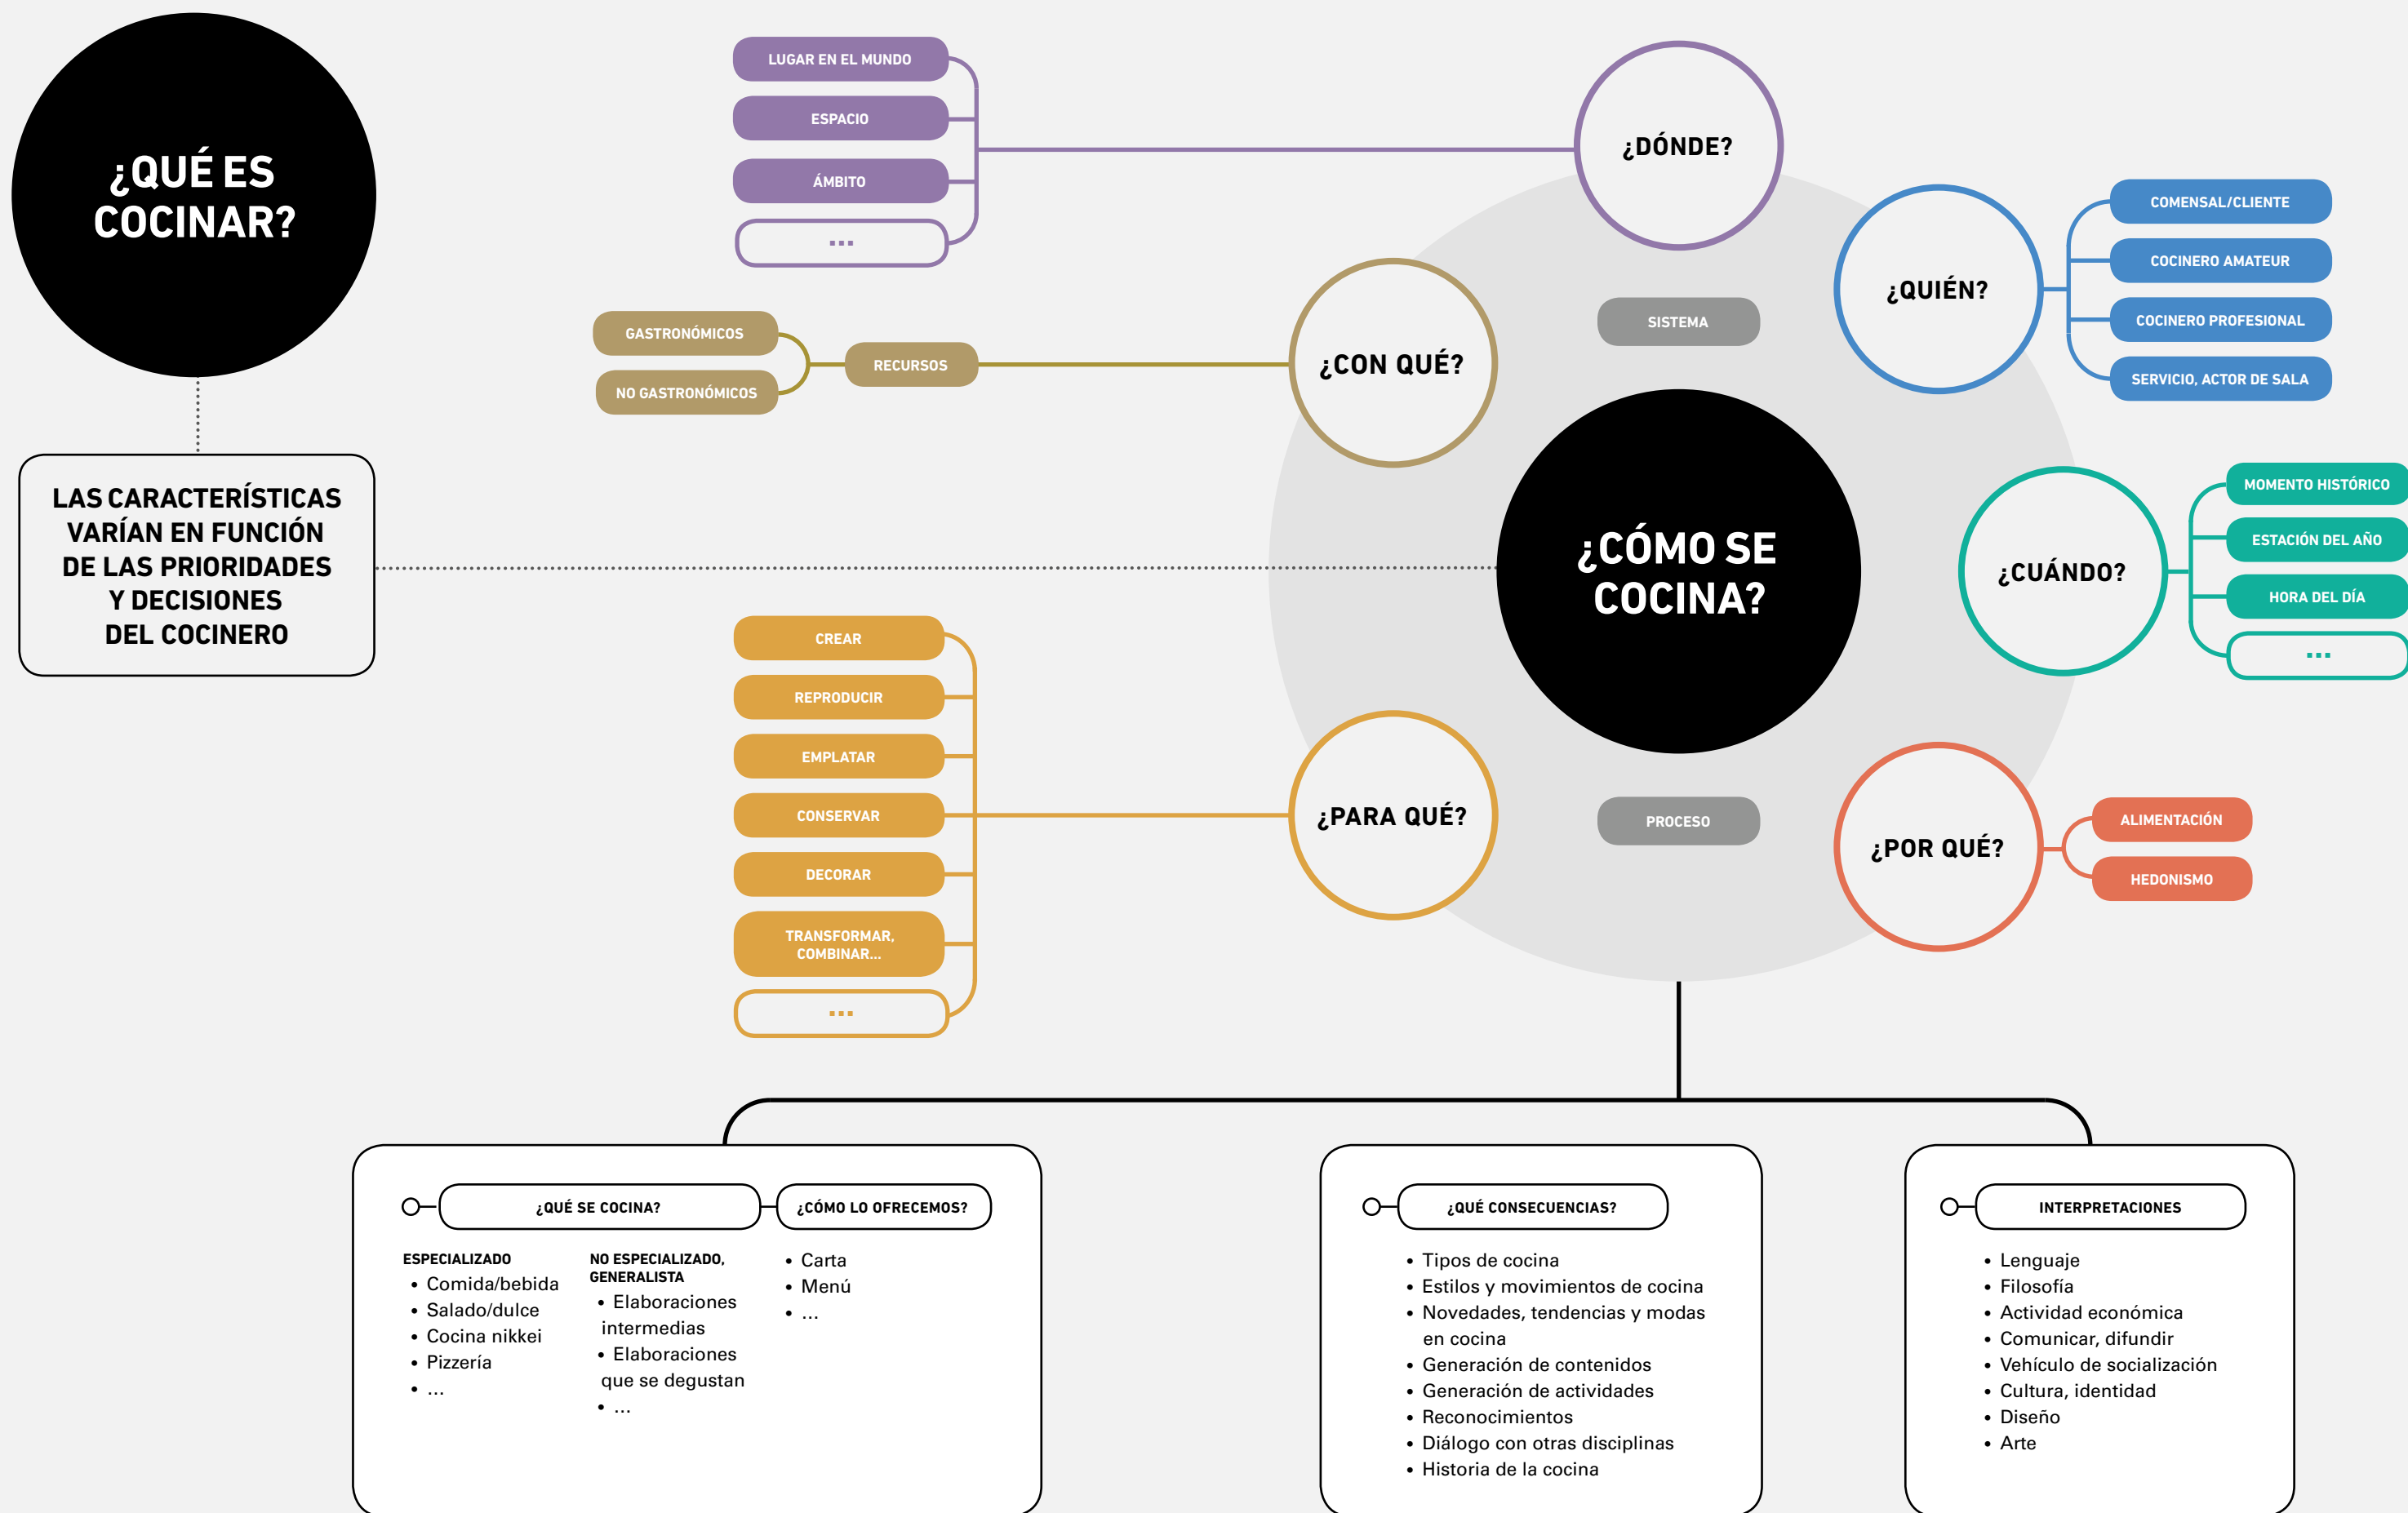 ¿QUÉ ES
COCINAR?
LAS CARACTERÍSTICAS
VARÍAN EN FUNCIÓN
DE LAS PRIORIDADES
Y DECISIONES
DEL COCINERO
LUGAR EN EL MUNDO
ESPACIO
ÁMBITO
...
¿DÓNDE?
GASTRONÓMICOS
NO GASTRONÓMICOS
RECURSOS
¿CON QUÉ?
SISTEMA
¿QUIÉN?
COMENSAL/CLIENTE
COCINERO AMATEUR
COCINERO PROFESIONAL
SERVICIO, ACTOR DE SALA
¿CÓMO SE
COCINA?
¿CUÁNDO?
MOMENTO HISTÓRICO
ESTACIÓN DEL AÑO
HORA DEL DÍA
...
CREAR
REPRODUCIR
EMPLATAR
CONSERVAR
DECORAR
TRANSFORMAR,
COMBINAR...
...
¿PARA QUÉ?
PROCESO
¿POR QUÉ?
ALIMENTACIÓN
HEDONISMO
¿QUÉ SE COCINA?
ESPECIALIZADO
• Comida/bebida
• Salado/dulce
• Cocina nikkei
• Pizzería
• ...
NO ESPECIALIZADO,
GENERALISTA
• Elaboraciones
intermedias
• Elaboraciones
que se degustan
• ...
¿CÓMO LO OFRECEMOS?
• Carta
• Menú
• ...
¿QUÉ CONSECUENCIAS?
• Tipos de cocina
• Estilos y movimientos de cocina
• Novedades, tendencias y modas
en cocina
• Generación de contenidos
• Generación de actividades
• Reconocimientos
• Diálogo con otras disciplinas
• Historia de la cocina
INTERPRETACIONES
• Lenguaje
• Filosofía
• Actividad económica
• Comunicar, difundir
• Vehículo de socialización
• Cultura, identidad
• Diseño
• Arte